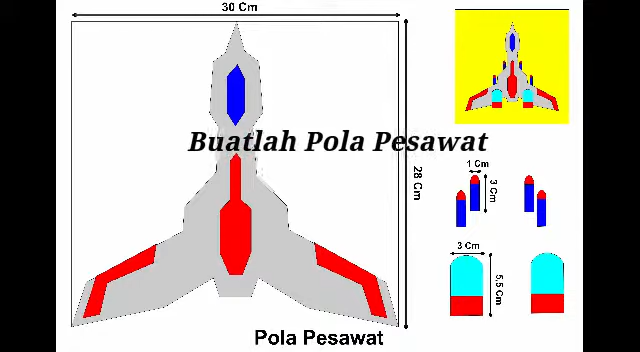 30 Cm
Buatlah Pola Pesawat
28 Cm
1 Cm
3 Cm
3 Cm
5,5 Cm
Pola Pesawat